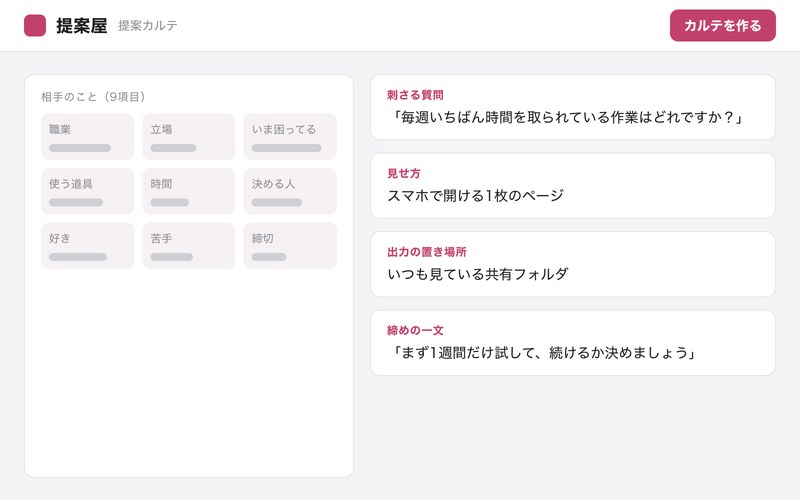 提案屋 提案カルテ
カルテを作る
相手のこと（9項目）
職業
立場
いま困ってる
使う道具
時間
決める人
好き
苦手
締切
刺さる質問
「毎週いちばん時間を取られている作業はどれですか？」
見せ方
スマホで開ける1枚のページ
出力の置き場所
いつも見ている共有フォルダ
締めの一文
「まず1週間だけ試して、続けるか決めましょう」